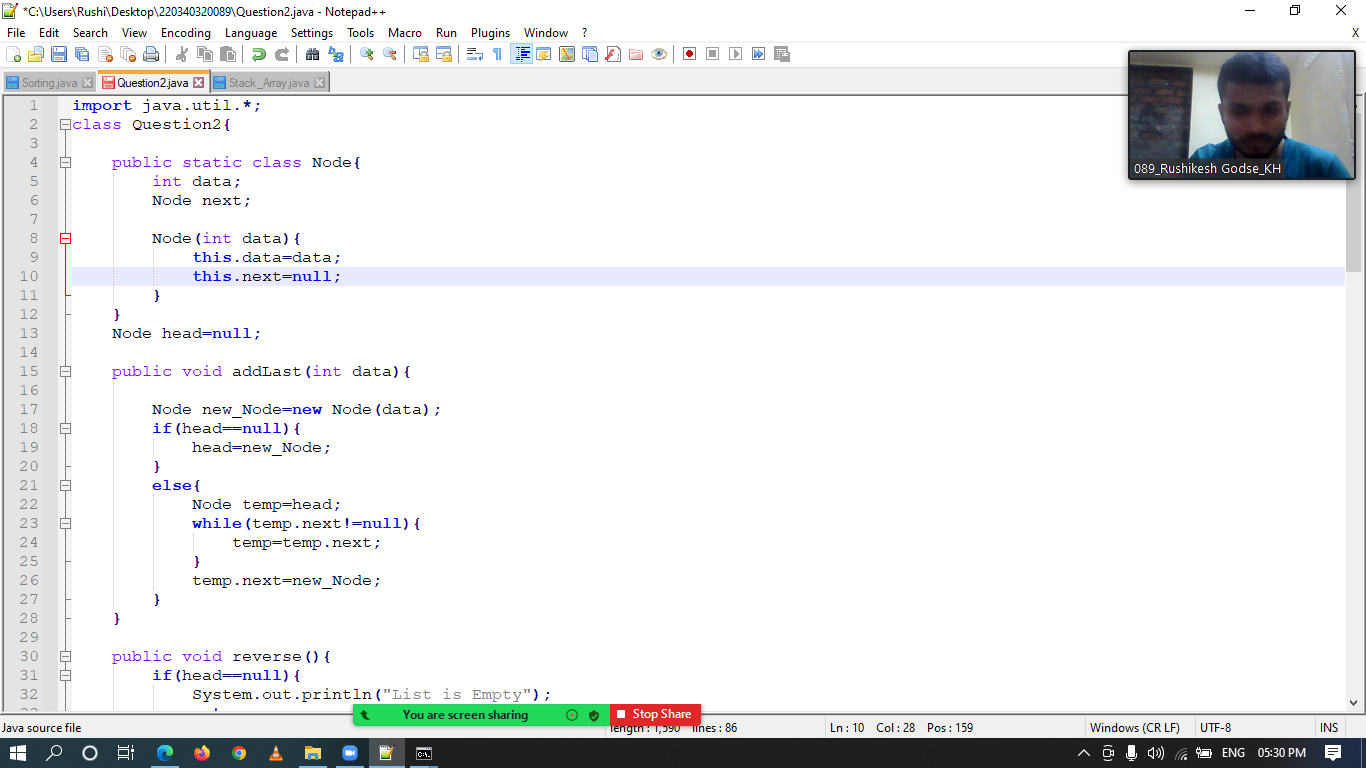 *C:\Users\Rushi\Desktop\220340320089\Question2.java - Notepad++
File Edit Search View Encoding Language Settings Tools Macro Run Plugins Window ? X
Sorting.java Question2.java Stack_Array.java
089_Rushikesh Godse_KH
1 import java.util.*;
2 class Question2{
3
4 public static class Node{
5 int data;
6 Node next;
7
8 Node(int data){
9 this.data=data;
10 this.next=null;
11 }
12 }
13 Node head=null;
14
15 public void addLast(int data){
16
17 Node new_Node=new Node(data);
18 if(head==null){
19 head=new_Node;
20 }
21 else{
22 Node temp=head;
23 while(temp.next!=null){
24 temp=temp.next;
25 }
26 temp.next=new_Node;
27 }
28 }
29
30 public void reverse(){
31 if(head==null){
32 System.out.println("List is Empty");
You are screen sharing Stop Share
Java source file length : 1,590 lines : 86 Ln : 10 Col : 28 Pos : 159 Windows (CR LF) UTF-8 INS
ENG 05:30 PM